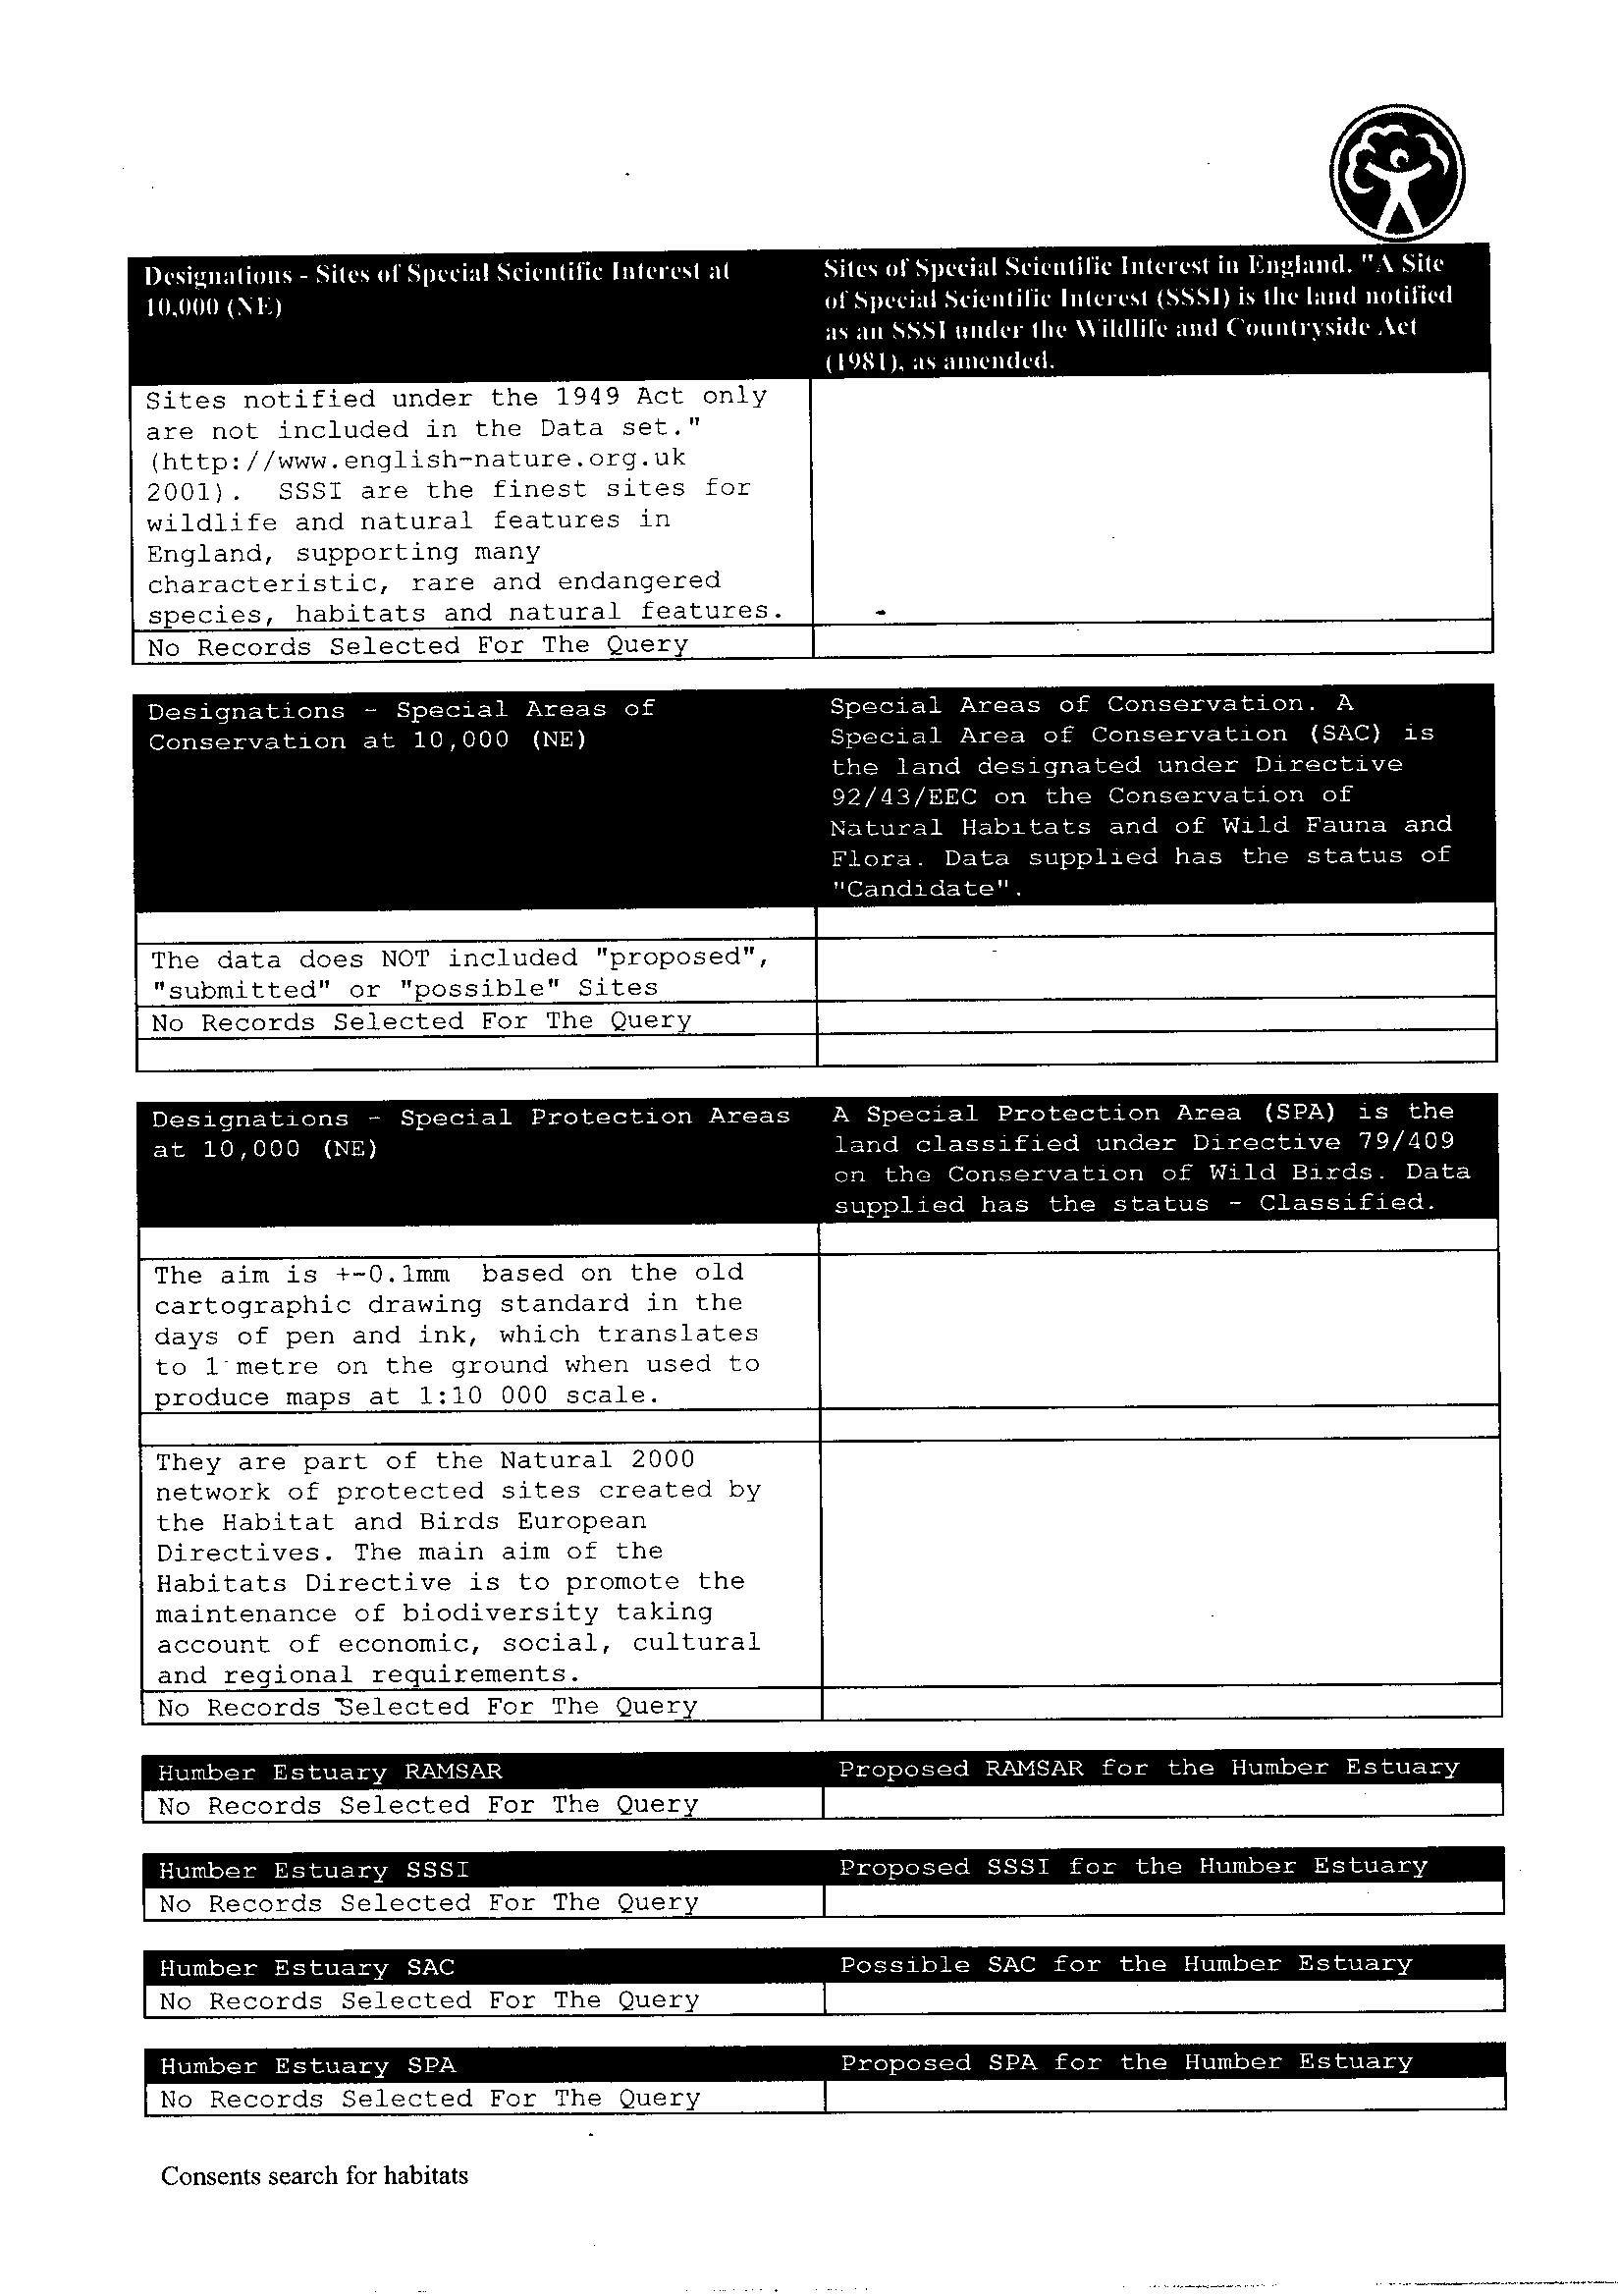 Designations - Sites of Special Scientific Interest at
10,000 (NE)
Sites of Special Scientific Interest in England. "A Site
of Special Scientific Interest (SSSI) is the land notified
as an SSSI under the Wildlife and Countryside Act
(1981), as amended.
Sites notified under the 1949 Act only
are not included in the Data set."
(http://www.english-nature.org.uk
2001).  SSSI are the finest sites for
wildlife and natural features in
England, supporting many
characteristic, rare and endangered
species, habitats and natural features.
No Records Selected For The Query
Designations - Special Areas of
Conservation at 10,000 (NE)
Special Areas of Conservation. A
Special Area of Conservation (SAC) is
the land designated under Directive
92/43/EEC on the Conservation of
Natural Habitats and of Wild Fauna and
Flora. Data supplied has the status of
"Candidate".
The data does NOT included "proposed",
"submitted" or "possible" Sites
No Records Selected For The Query
Designations - Special Protection Areas
at 10,000 (NE)
A Special Protection Area (SPA) is the
land classified under Directive 79/409
on the Conservation of Wild Birds. Data
supplied has the status - Classified.
The aim is +-0.1mm  based on the old
cartographic drawing standard in the
days of pen and ink, which translates
to 1 metre on the ground when used to
produce maps at 1:10 000 scale.
They are part of the Natural 2000
network of protected sites created by
the Habitat and Birds European
Directives. The main aim of the
Habitats Directive is to promote the
maintenance of biodiversity taking
account of economic, social, cultural
and regional requirements.
No Records Selected For The Query
Humber Estuary RAMSAR
Proposed RAMSAR for the Humber Estuary
No Records Selected For The Query
Humber Estuary SSSI
Proposed SSSI for the Humber Estuary
No Records Selected For The Query
Humber Estuary SAC
Possible SAC for the Humber Estuary
No Records Selected For The Query
Humber Estuary SPA
Proposed SPA for the Humber Estuary
No Records Selected For The Query
Consents search for habitats